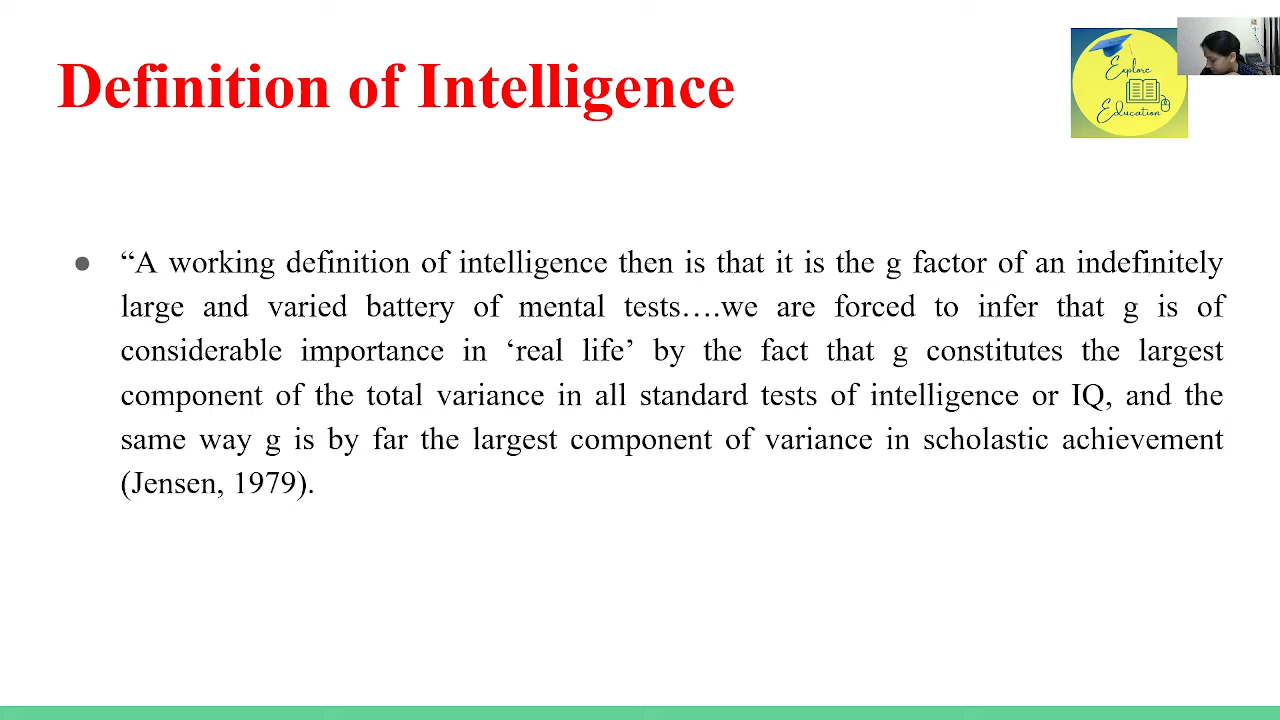 Definition of Intelligence
Explore
Education
● “A working definition of intelligence then is that it is the g factor of an indefinitely
large and varied battery of mental tests….we are forced to infer that g is of
considerable importance in ‘real life’ by the fact that g constitutes the largest
component of the total variance in all standard tests of intelligence or IQ, and the
same way g is by far the largest component of variance in scholastic achievement
(Jensen, 1979).